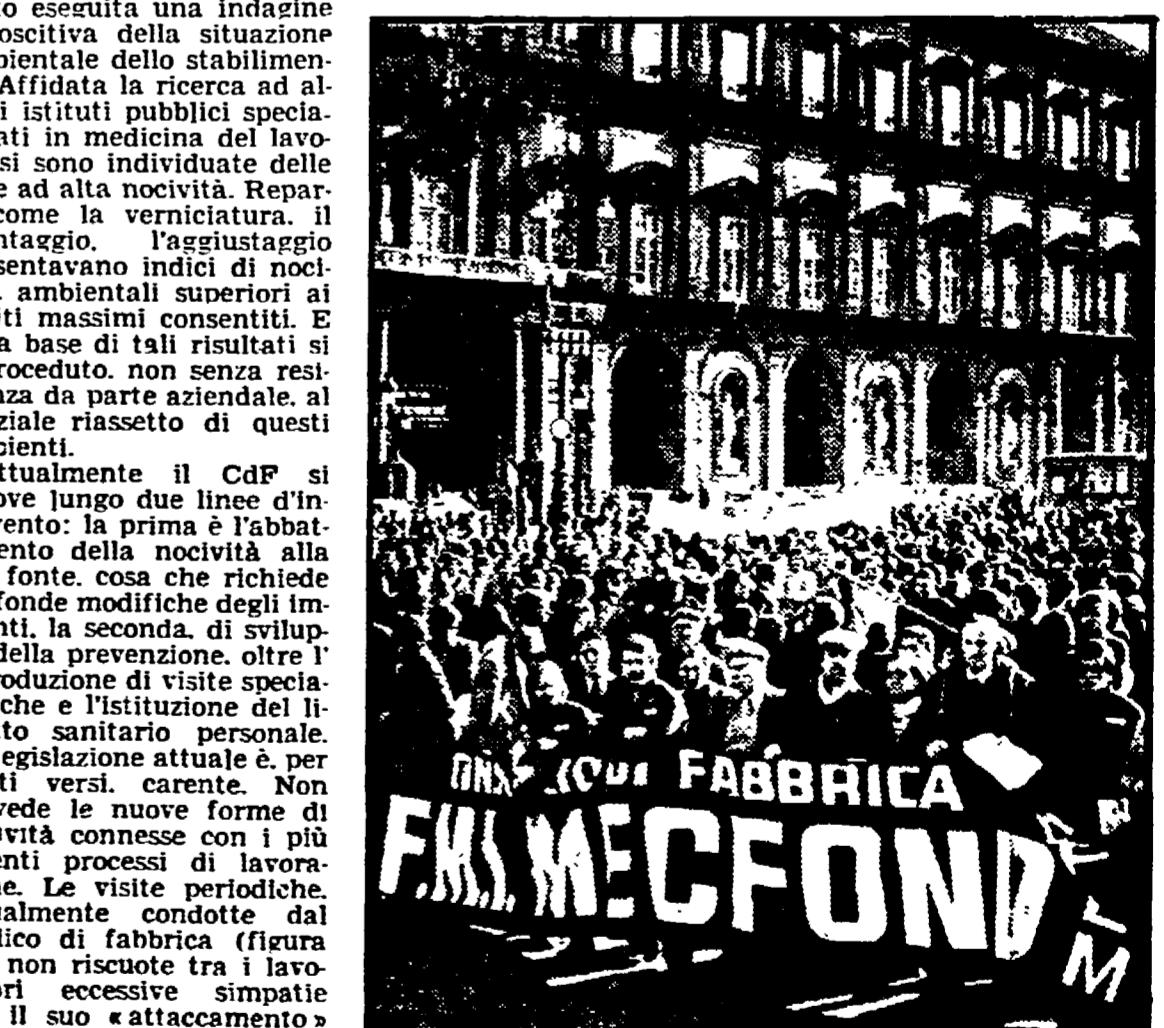 o eseguita una indagine
oscitiva della situazione
bientale dello stabilimen-
Affidata la ricerca ad al-
i istituti pubblici specia-
ati in medicina del lavo-
si sono individuate delle
e ad alta nocività. Repar-
come la verniciatura. il
ntaggio. l'aggiustaggio
sentavano indici di noci-
ambientali superiori ai
ti massimi consentiti. E
a base di tali risultati si
roceduto. non senza resi-
nza da parte aziendale. al
ziale riassetto di questi
bienti.
ttualmente il CdF si
ove lungo due linee d'in-
vento: la prima è l'abbat-
ento della nocività alla
fonte. cosa che richiede
fonde modifiche degli im-
nti. la seconda. di svilup-
della prevenzione. oltre l'
roduzione di visite specia-
che e l'istituzione del li-
to sanitario personale.
egislazione attuale è. per
ti versi. carente. Non
vede le nuove forme di
ività connesse con i più
enti processi di lavora-
e. Le visite periodiche.
almente condotte dal
lico di fabbrica (figura
non riscuote tra i lavo-
ri eccessive simpatie
il suo « attaccamento »
FABBRICA
F.M.I. MECFOND